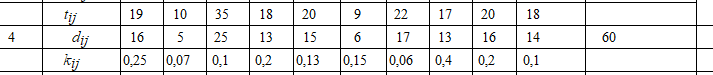 tij 19 10 35 18 20 9 22 17 20 18
4 dij 16 5 25 13 15 6 17 13 16 14 60
kij 0,25 0,07 0,1 0,2 0,13 0,15 0,06 0,4 0,2 0,1